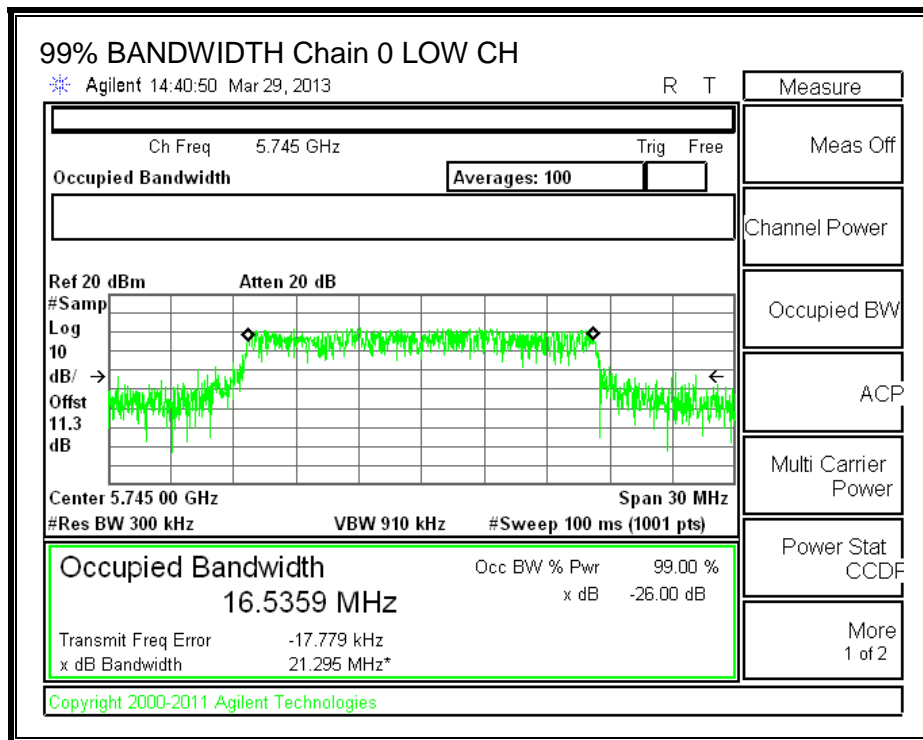 99% BANDWIDTH Chain 0 LOW CH
Agilent 14:40:50 Mar 29, 2013 R T
Measure
Ch Freq 5.745 GHz Trig Free
Occupied Bandwidth Averages: 100
Meas Off
Channel Power
Occupied BW
ACP
Multi Carrier
Power
Power Stat
CCDF
More
1 of 2
Ref 20 dBm Atten 20 dB
#Samp
Log
10
dB/
Offst
11.3
dB
Center 5.745 00 GHz Span 30 MHz
#Res BW 300 kHz VBW 910 kHz #Sweep 100 ms (1001 pts)
Occupied Bandwidth
16.5359 MHz
Occ BW % Pwr 99.00 %
x dB -26.00 dB
Transmit Freq Error -17.779 kHz
x dB Bandwidth 21.295 MHz*
Copyright 2000-2011 Agilent Technologies